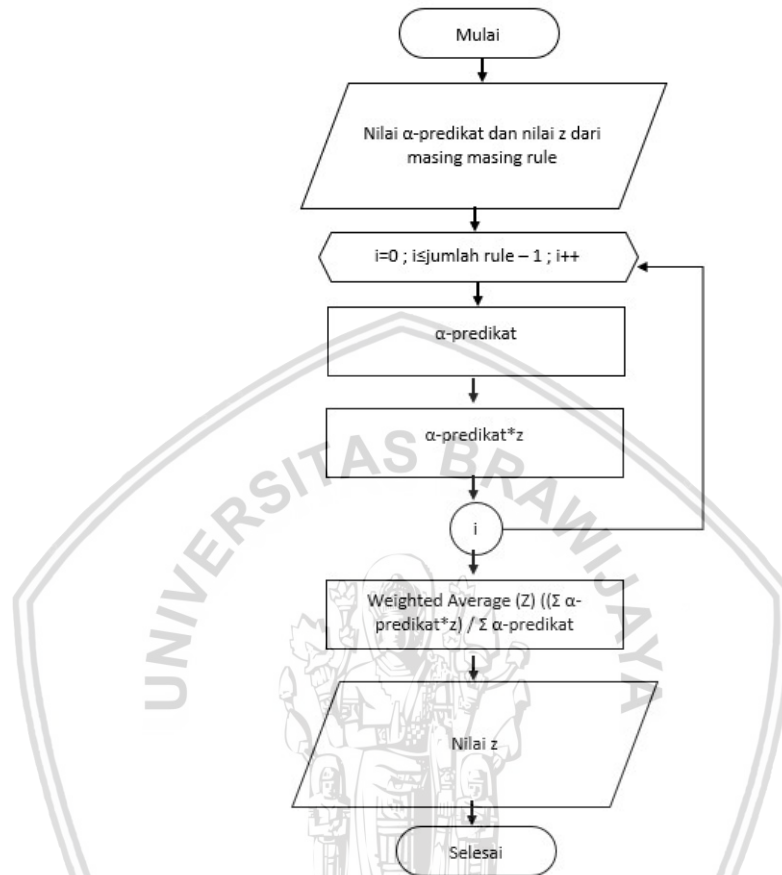 Mulai
Nilai α-predikat dan nilai z dari
masing masing rule
i=0 ; i≤jumlah rule – 1 ; i++
α-predikat
α-predikat*z
UNIVERSITAS BRAWIJAYA
i
Weighted Average (Z) ((Σ α-
predikat*z) / Σ α-predikat
Nilai z
Selesai